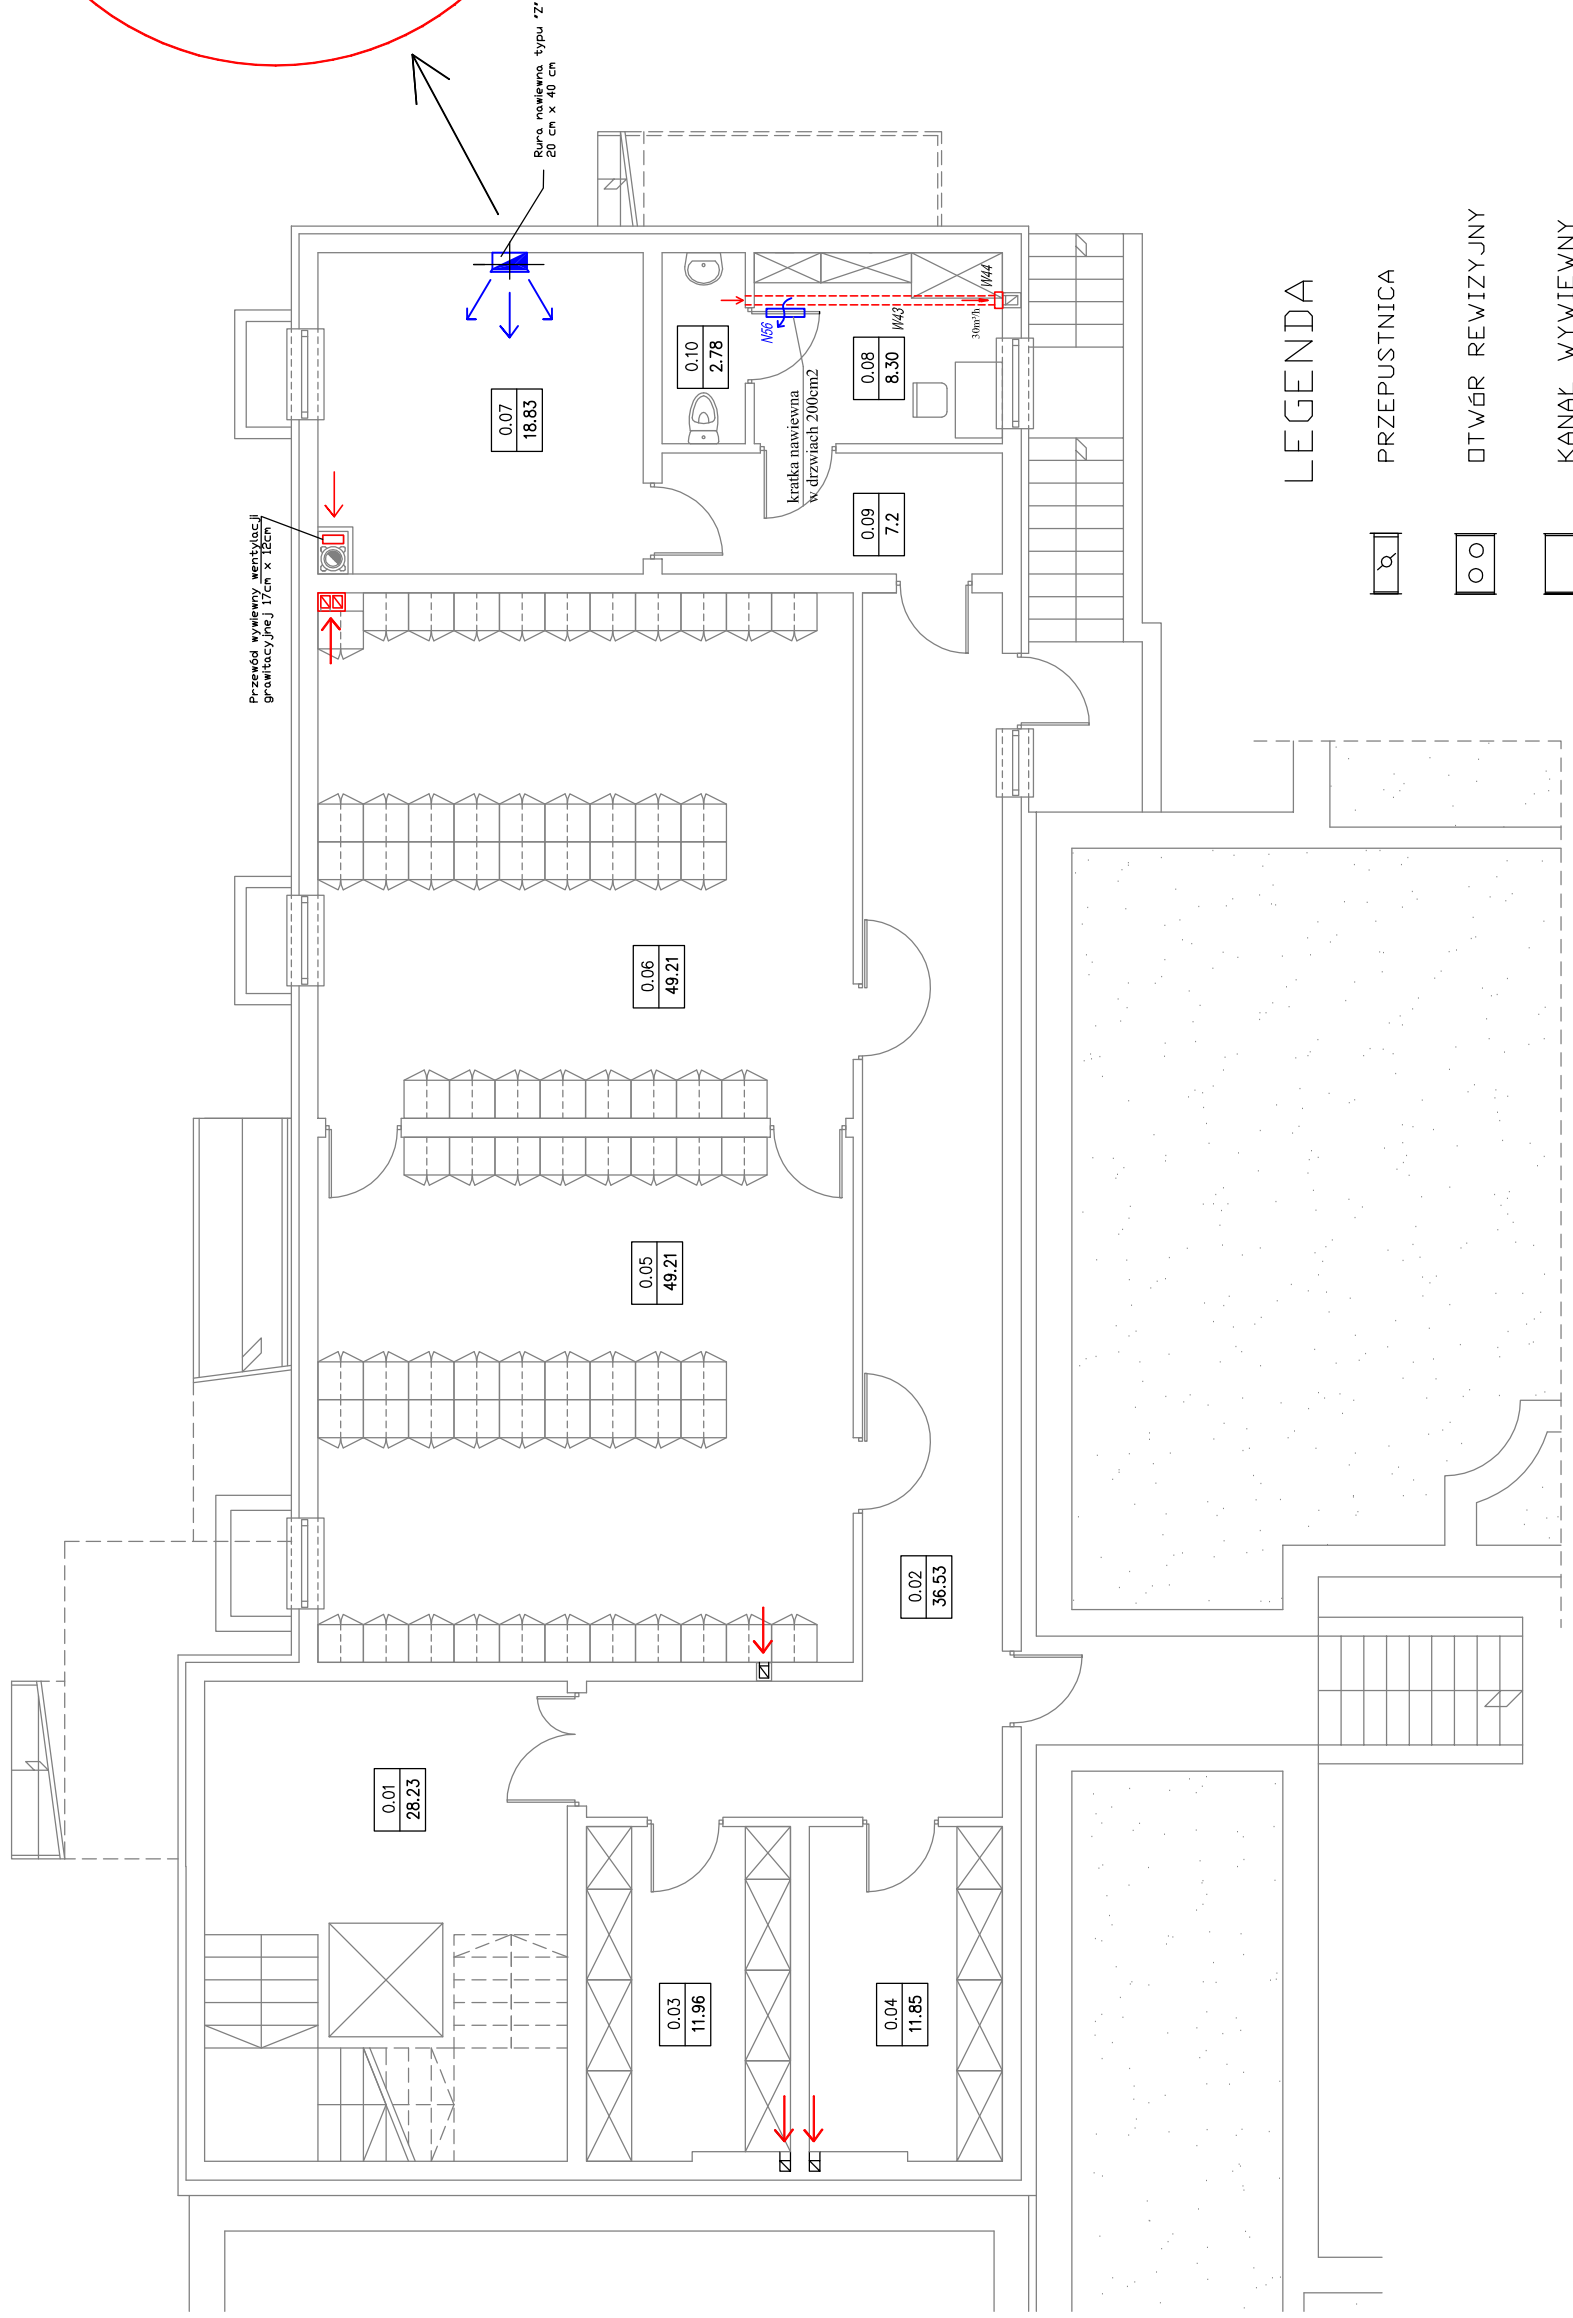 Rura nawiewna typu 'Z'
20 cm x 40 cm
Przewód wywiewny wentylacji
grawitacyjnej 17cm x 12cm
0.07
18.83
0.10
2.78
N56
W43
W44
30m³/h
0.08
8.30
kratka nawiewna
w drzwiach 200cm2
0.09
7.2
0.06
49.21
0.05
49.21
0.02
36.53
0.01
28.23
0.03
11.96
0.04
11.85
LEGENDA
PRZEPUSTNICA
OTWÓR REWIZYJNY
KANAŁ WYWIEWNY